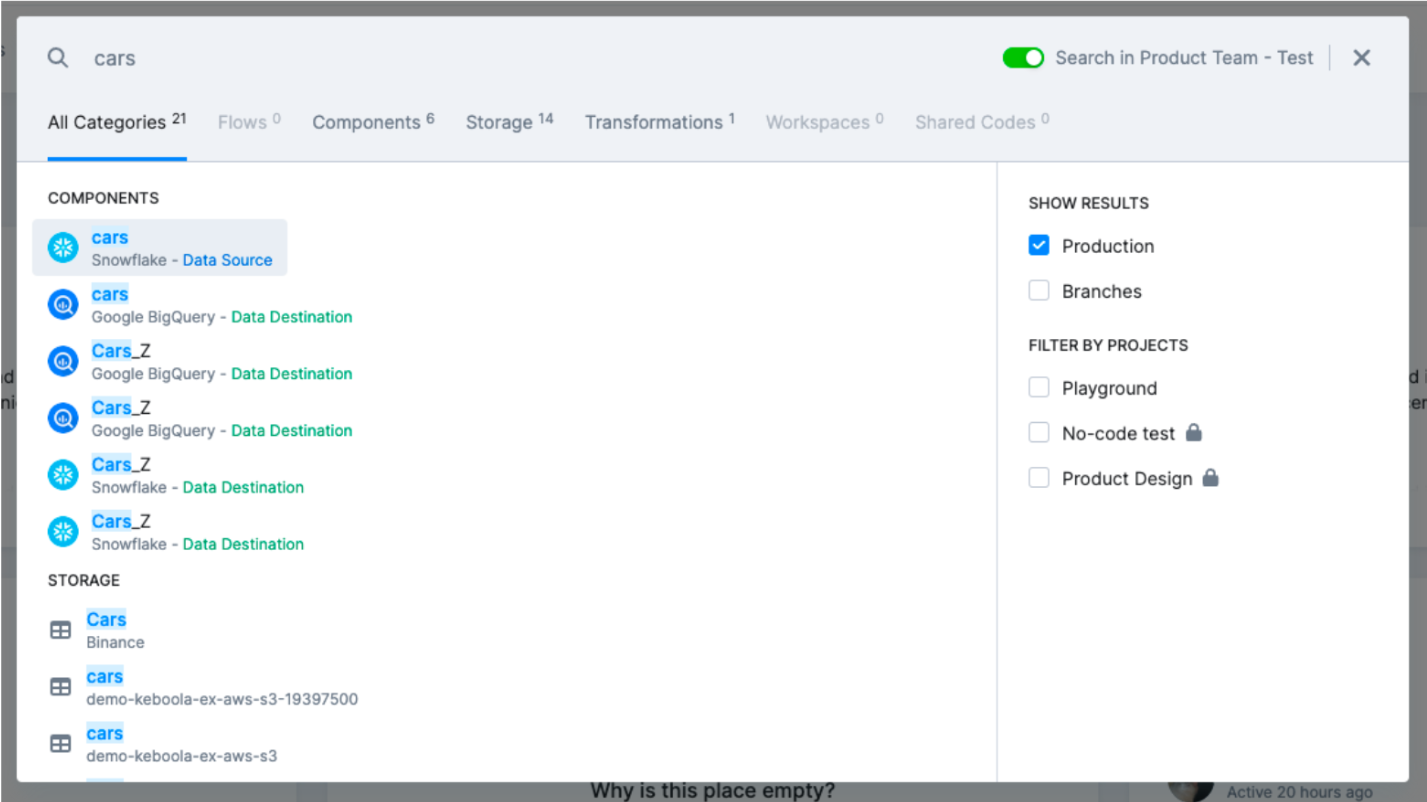 cars
Search in Product Team - Test
All Categories 21 Flows 0 Components 6 Storage 14 Transformations 1 Workspaces 0 Shared Codes 0
COMPONENTS
cars
Snowflake - Data Source
cars
Google BigQuery - Data Destination
Cars_Z
Google BigQuery - Data Destination
Cars_Z
Google BigQuery - Data Destination
Cars_Z
Snowflake - Data Destination
Cars_Z
Snowflake - Data Destination
STORAGE
Cars
Binance
cars
demo-keboola-ex-aws-s3-19397500
cars
demo-keboola-ex-aws-s3
SHOW RESULTS
Production
Branches
FILTER BY PROJECTS
Playground
No-code test
Product Design
Why is this place empty?
Active 20 hours ago